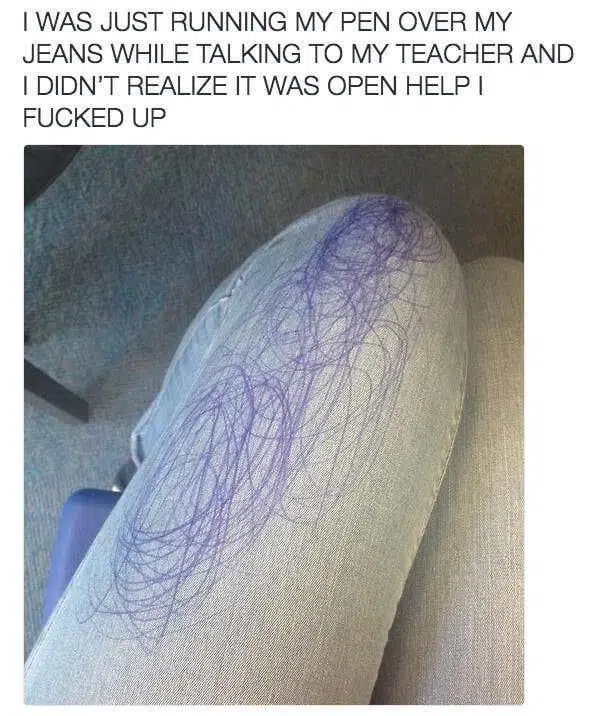 I WAS JUST RUNNING MY PEN OVER MY
JEANS WHILE TALKING TO MY TEACHER AND
I DIDN'T REALIZE IT WAS OPEN HELP I
FUCKED UP